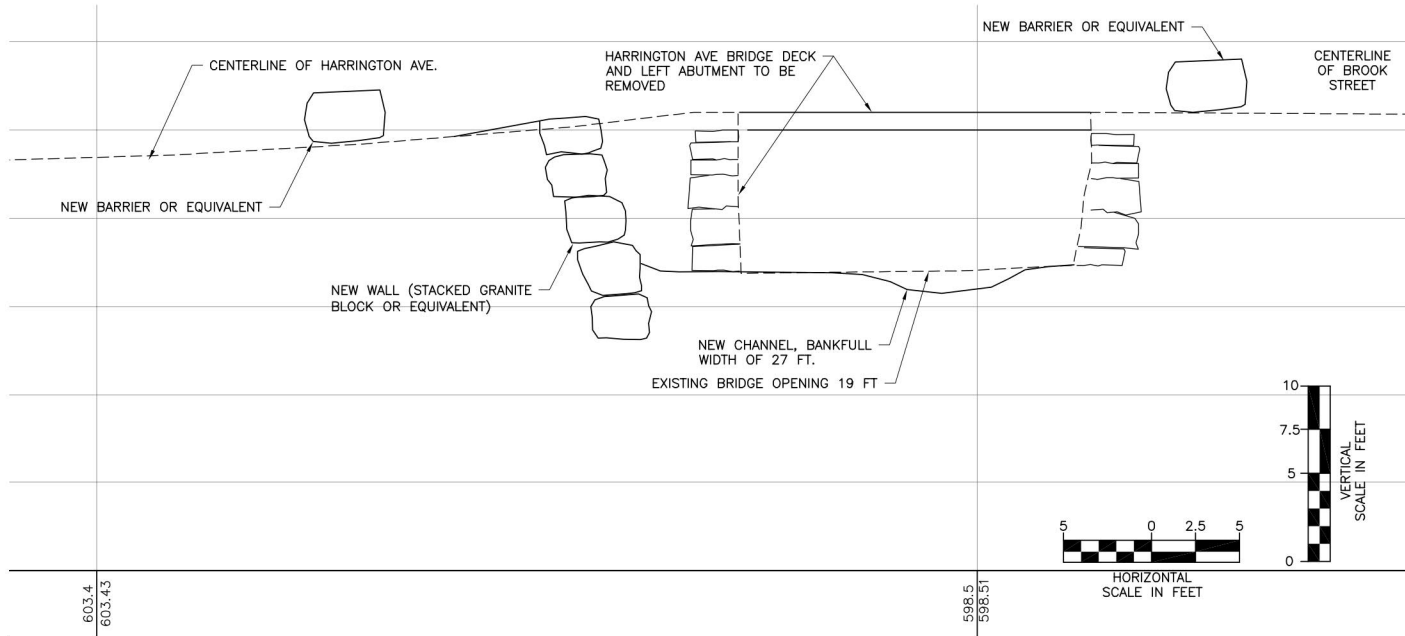 NEW BARRIER OR EQUIVALENT
CENTERLINE OF HARRINGTON AVE.
HARRINGTON AVE BRIDGE DECK
AND LEFT ABUTMENT TO BE
REMOVED
CENTERLINE
OF BROOK
STREET
NEW BARRIER OR EQUIVALENT
NEW WALL (STACKED GRANITE
BLOCK OR EQUIVALENT)
NEW CHANNEL, BANKFULL
WIDTH OF 27 FT.
EXISTING BRIDGE OPENING 19 FT
10
7.5
5
0
VERTICAL
SCALE IN FEET
5
0
2.5
5
HORIZONTAL
SCALE IN FEET
603.4
603.43
598.5
598.51